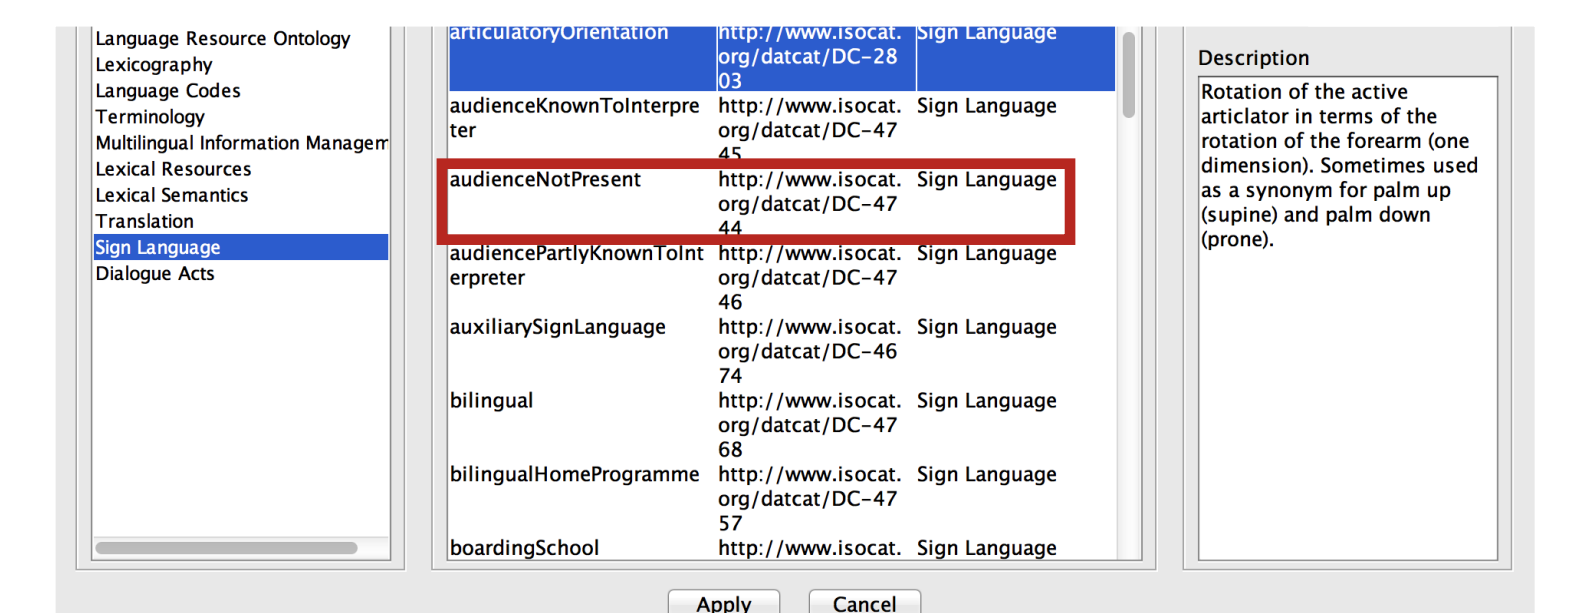 Language Resource Ontology
Lexicography
Language Codes
Terminology
Multilingual Information Managem
Lexical Resources
Lexical Semantics
Translation
Sign Language
Dialogue Acts
articulatoryOrientation http://www.isocat. Sign Language
org/datcat/DC-28
03
audienceKnownToInterpre http://www.isocat. Sign Language
ter org/datcat/DC-47
45
audienceNotPresent http://www.isocat. Sign Language
org/datcat/DC-47
44
audiencePartlyKnownToInt http://www.isocat. Sign Language
erpreter org/datcat/DC-47
46
auxiliarySignLanguage http://www.isocat. Sign Language
org/datcat/DC-46
74
bilingual http://www.isocat. Sign Language
org/datcat/DC-47
68
bilingualHomeProgramme http://www.isocat. Sign Language
org/datcat/DC-47
57
boardingSchool http://www.isocat. Sign Language
Description
Rotation of the active
articlator in terms of the
rotation of the forearm (one
dimension). Sometimes used
as a synonym for palm up
(supine) and palm down
(prone).
Apply Cancel